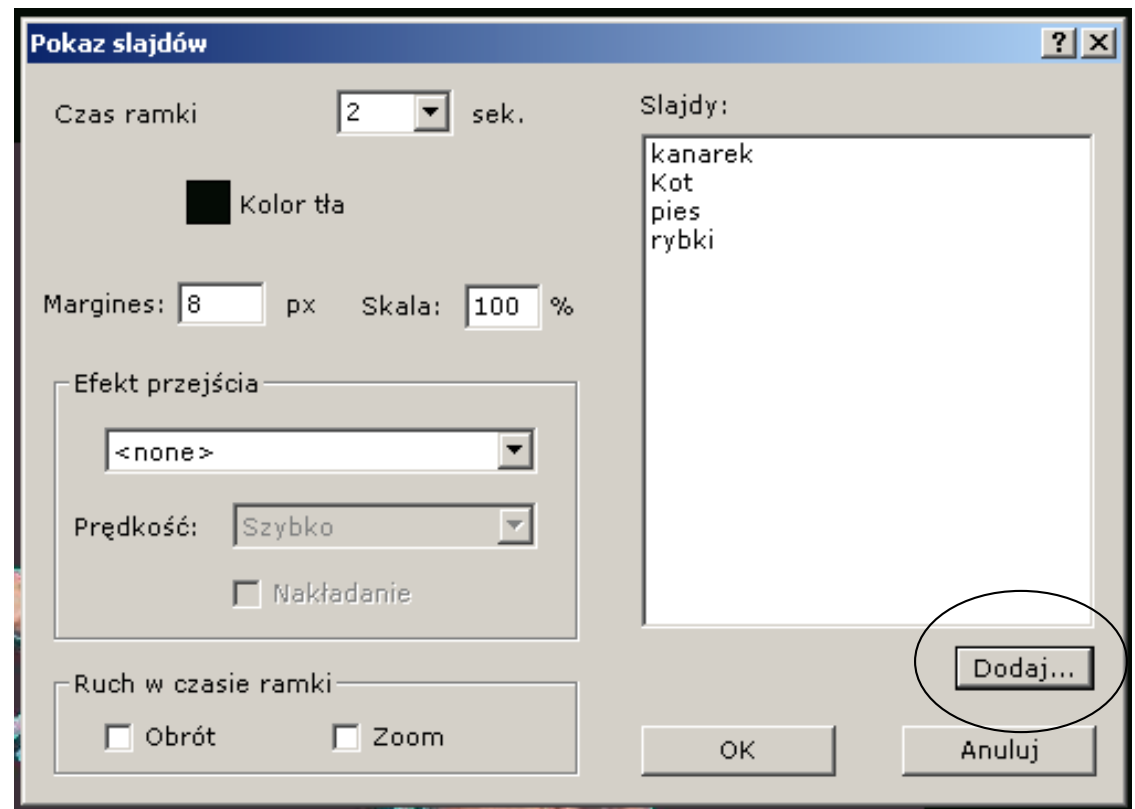 Pokaz slajdów
Czas ramki 2 sek.
Kolor tła
Margines: 8 px Skala: 100 %
Efekt przejścia
<none>
Prędkość: Szybko
Nakładanie
Ruch w czasie ramki
Obrót Zoom
Slajdy:
kanarek
Kot
pies
rybki
Dodaj...
OK Anuluj